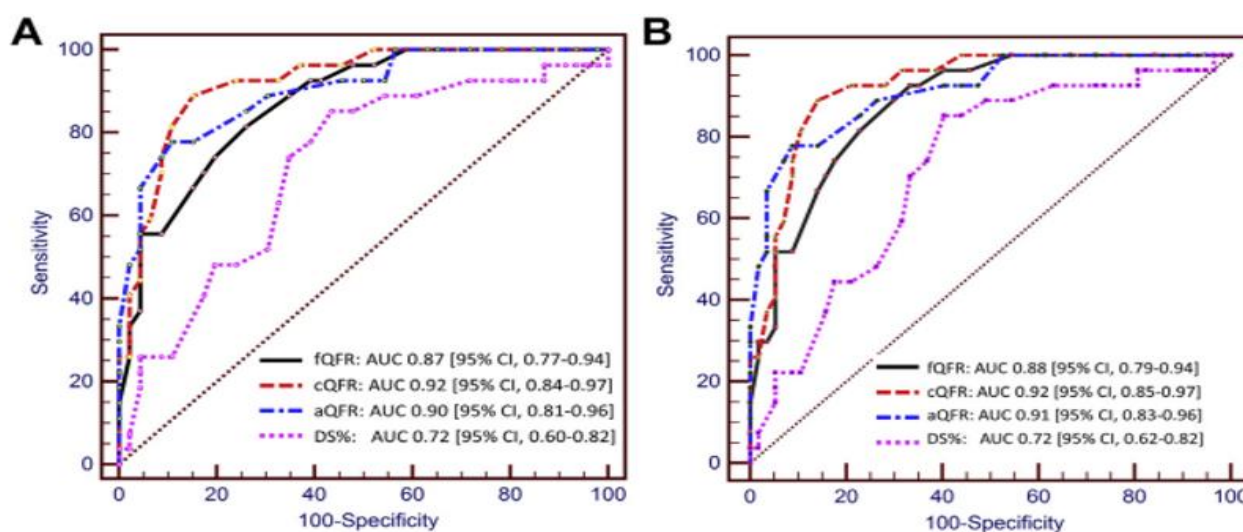 A
Sensitivity
100
80
60
40
20
0
fQFR: AUC 0.87 [95% CI, 0.77-0.94]
cQFR: AUC 0.92 [95% CI, 0.84-0.97]
aQFR: AUC 0.90 [95% CI, 0.81-0.96]
DS%: AUC 0.72 [95% CI, 0.60-0.82]
0 20 40 60 80 100
100-Specificity
B
Sensitivity
100
80
60
40
20
0
fQFR: AUC 0.88 [95% CI, 0.79-0.94]
cQFR: AUC 0.92 [95% CI, 0.85-0.97]
aQFR: AUC 0.91 [95% CI, 0.83-0.96]
DS%: AUC 0.72 [95% CI, 0.62-0.82]
0 20 40 60 80 100
100-Specificity